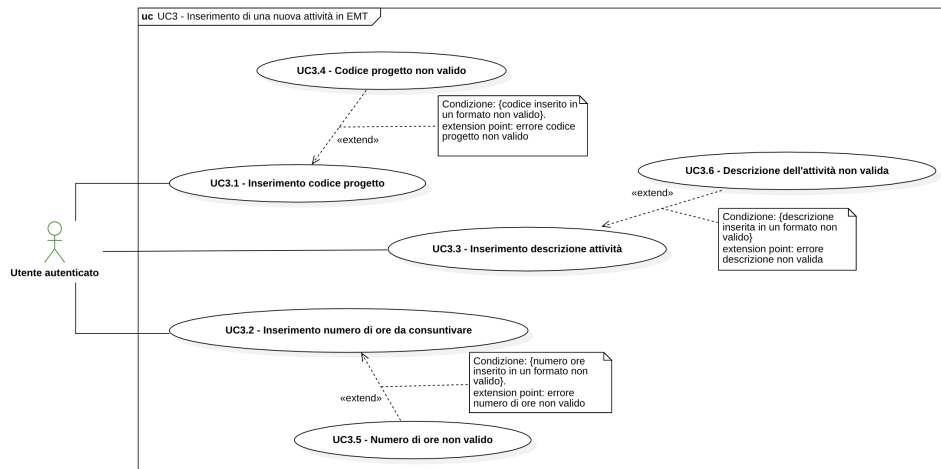 uc UC3 - Inserimento di una nuova attività in EMT
UC3.4 - Codice progetto non valido
Condizione: {codice inserito in
un formato non valido}.
extension point: errore codice
progetto non valido
«extend»
UC3.1 - Inserimento codice progetto
UC3.6 - Descrizione dell'attività non valida
«extend»
Condizione: {descrizione
inserita in un formato non
valido}
extension point: errore
descrizione non valida
UC3.3 - Inserimento descrizione attività
Utente autenticato
UC3.2 - Inserimento numero di ore da consuntivare
Condizione: {numero ore
inserito in un formato non
valido}.
extension point: errore
numero di ore non valido
«extend»
UC3.5 - Numero di ore non valido